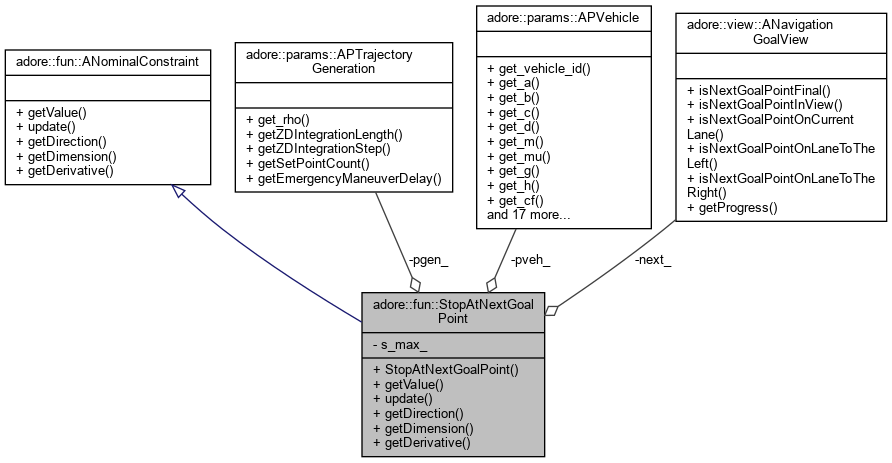 adore::fun::ANominalConstraint
+ getValue()
+ update()
+ getDirection()
+ getDimension()
+ getDerivative()
adore::params::APTrajectory
Generation
+ get_rho()
+ getZDIntegrationLength()
+ getZDIntegrationStep()
+ getSetPointCount()
+ getEmergencyManeuverDelay()
adore::params::APVehicle
+ get_vehicle_id()
+ get_a()
+ get_b()
+ get_c()
+ get_d()
+ get_m()
+ get_mu()
+ get_g()
+ get_h()
+ get_cf()
and 17 more...
adore::view::ANavigation
GoalView
+ isNextGoalPointFinal()
+ isNextGoalPointInView()
+ isNextGoalPointOnCurrent
Lane()
+ isNextGoalPointOnLaneToThe
Left()
+ isNextGoalPointOnLaneToThe
Right()
+ getProgress()
-pgen_
-pveh_
-next_
adore::fun::StopAtNextGoal
Point
- s_max_
+ StopAtNextGoalPoint()
+ getValue()
+ update()
+ getDirection()
+ getDimension()
+ getDerivative()